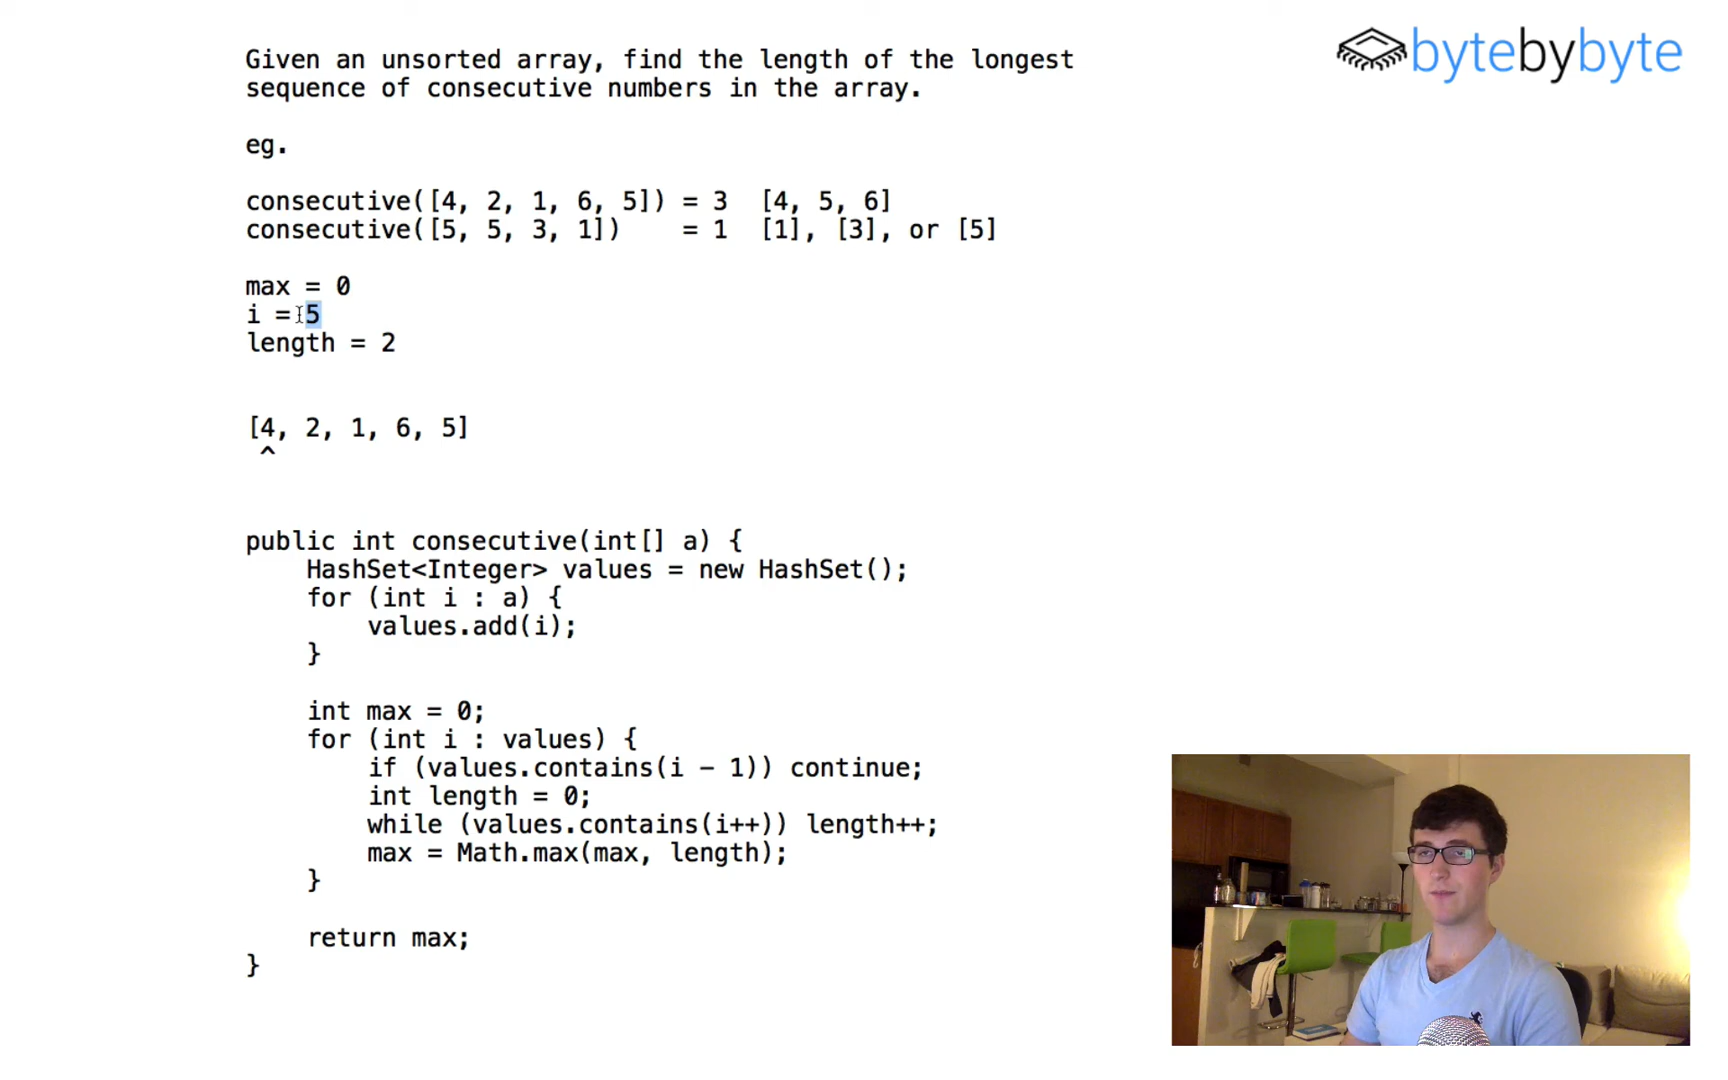 bytebybyte
Given an unsorted array, find the length of the longest
sequence of consecutive numbers in the array.
eg.
consecutive([4, 2, 1, 6, 5]) = 3  [4, 5, 6]
consecutive([5, 5, 3, 1])    = 1  [1], [3], or [5]
max = 0
i = 5
length = 2
[4, 2, 1, 6, 5]
^
public int consecutive(int[] a) {
    HashSet<Integer> values = new HashSet();
    for (int i : a) {
        values.add(i);
    }
    int max = 0;
    for (int i : values) {
        if (values.contains(i - 1)) continue;
        int length = 0;
        while (values.contains(i++)) length++;
        max = Math.max(max, length);
    }
    return max;
}